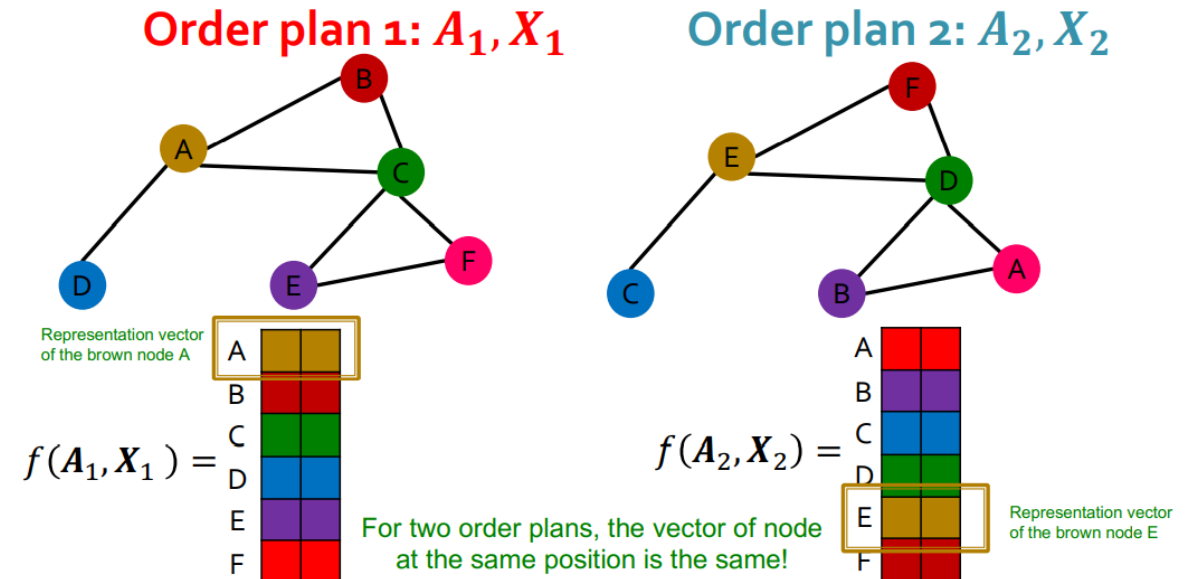 Order plan 1: A₁, X₁
Order plan 2: A₂, X₂
B
A
C
F
D
E
F
E
D
A
C
B
Representation vector
of the brown node A
A
B
C
D
E
F
f(A₁, X₁ ) =
A
B
C
D
E
F
f(A₂, X₂) =
Representation vector
of the brown node E
For two order plans, the vector of node
at the same position is the same!